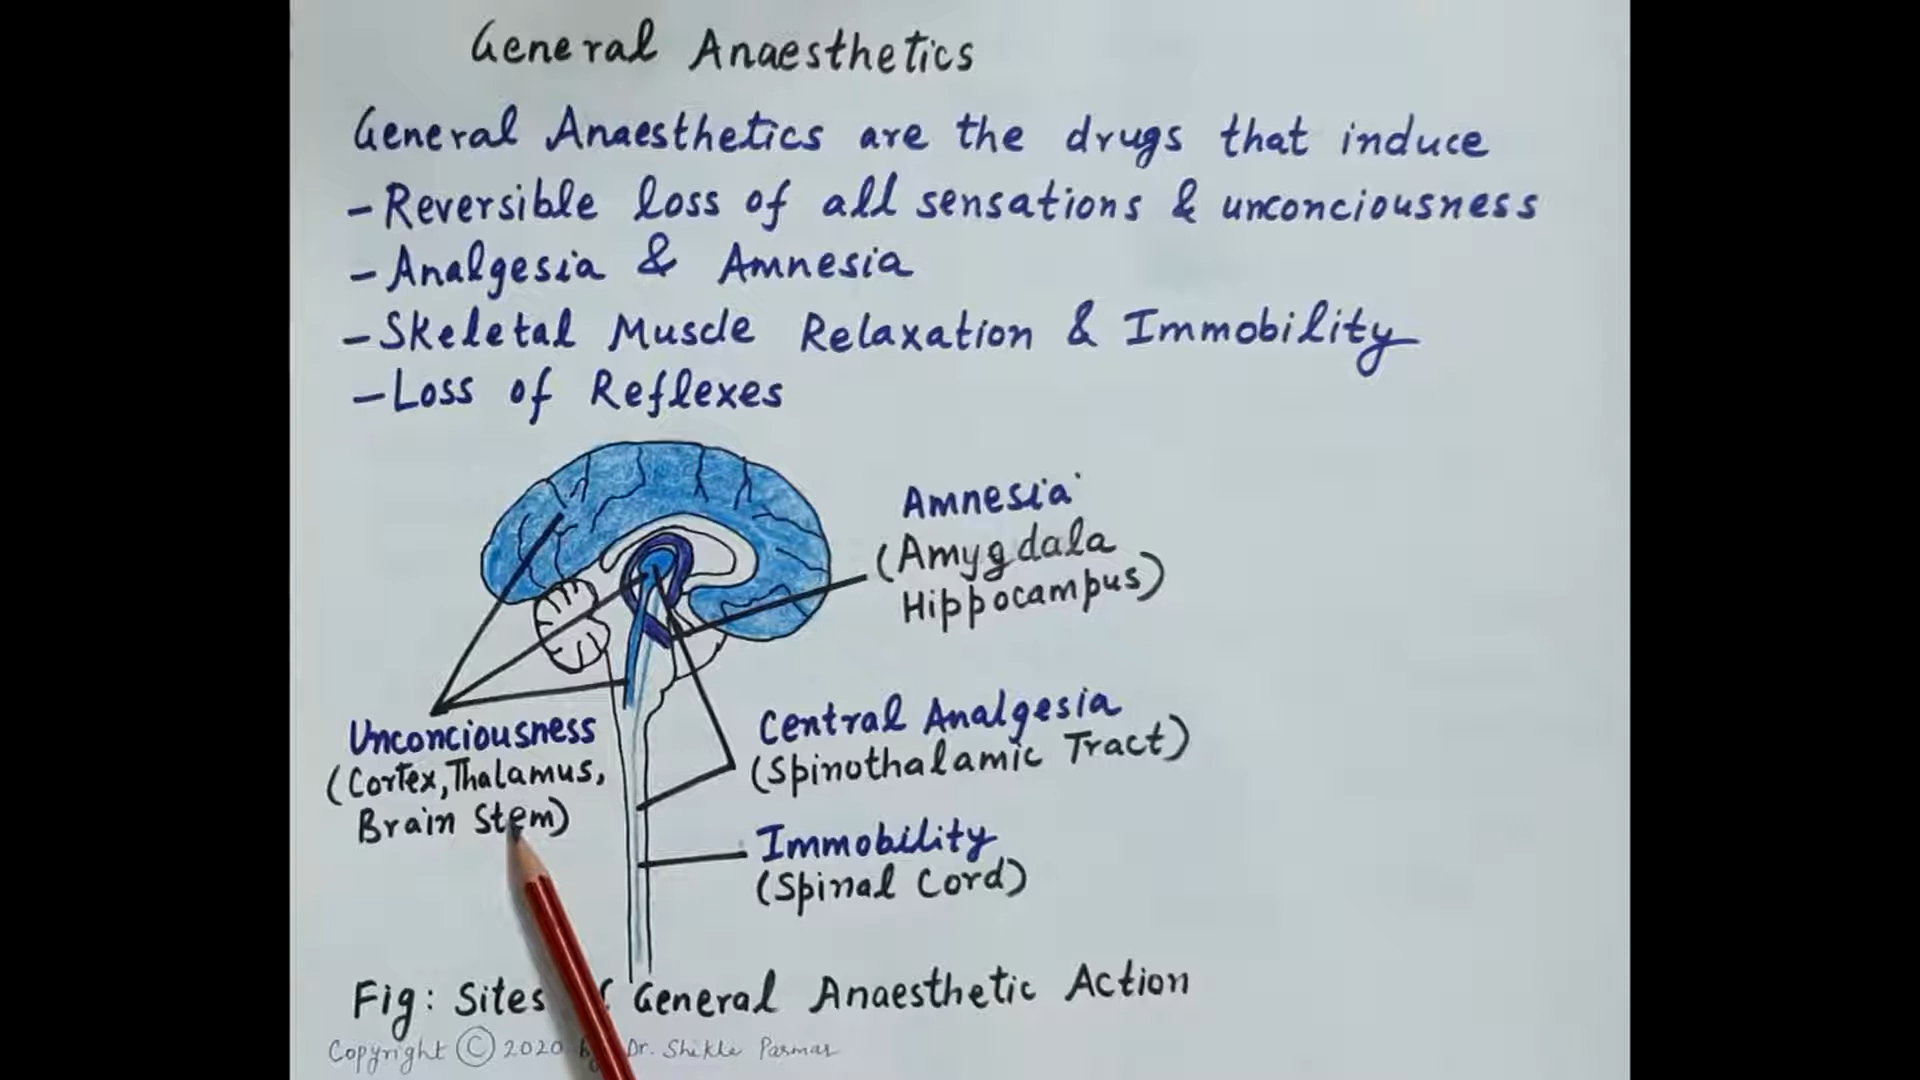 General Anaesthetics
General Anaesthetics are the drugs that induce
- Reversible loss of all sensations & unconciousness
- Analgesia & Amnesia
- Skeletal Muscle Relaxation & Immobility
- Loss of Reflexes
Amnesia
(Amygdala
Hippocampus)
Unconciousness
(Cortex, Thalamus,
Brain Stem)
Central Analgesia
(Spinothalamic Tract)
Immobility
(Spinal Cord)
Fig: Sites General Anaesthetic Action
Copyright © 2020 Dr. Shikha Parmar